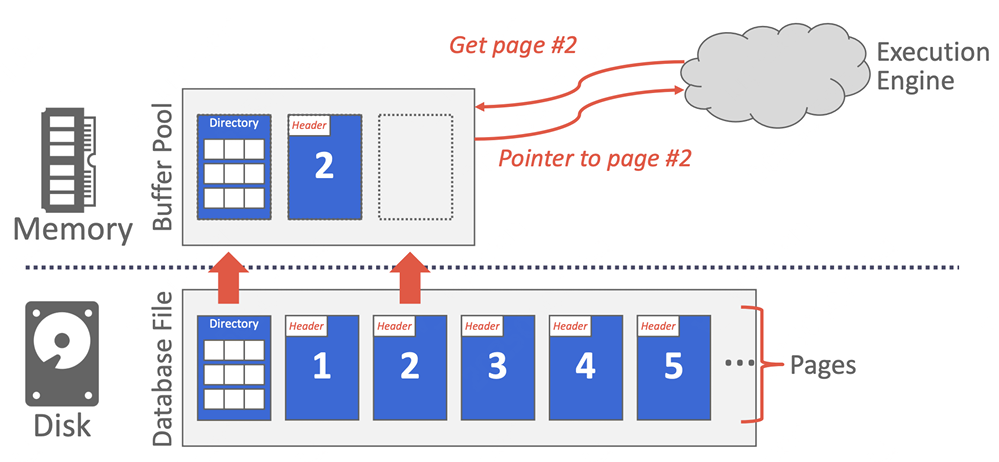 Get page #2
Execution
Engine
Buffer Pool
Directory
Header
2
Pointer to page #2
Memory
Database File
Directory
Header
1
Header
2
Header
3
Header
4
Header
5
...
Pages
Disk